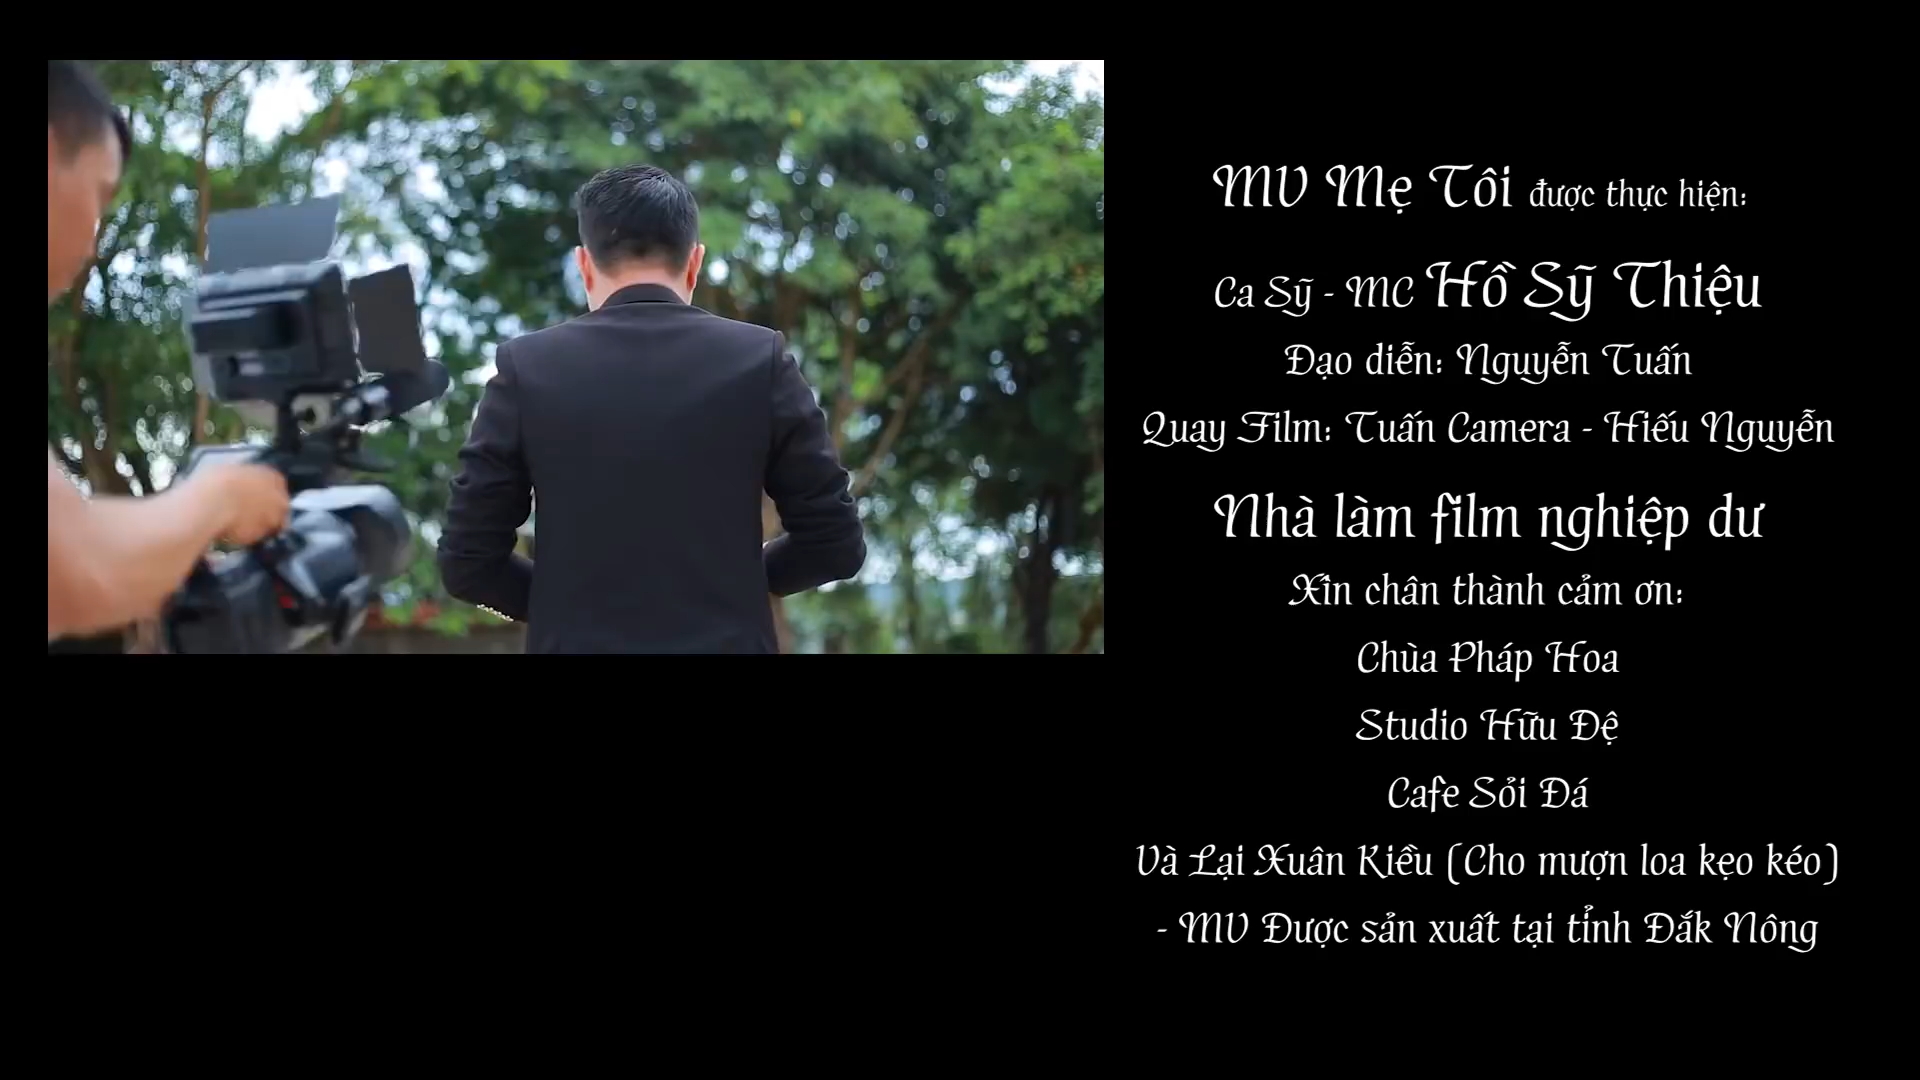 MV Mẹ Tôi được thực hiện:
Ca Sỹ - MC Hồ Sỹ Thiệu
Đạo diễn: Nguyễn Tuấn
Quay Film: Tuấn Camera - Hiếu Nguyễn
Nhà làm film nghiệp dư
Xin chân thành cảm ơn:
Chùa Pháp Hoa
Studio Hữu Đệ
Cafe Sỏi Đá
Và Lại Xuân Kiều (Cho mượn loa kẹo kéo)
- MV Được sản xuất tại tỉnh Đắk Nông